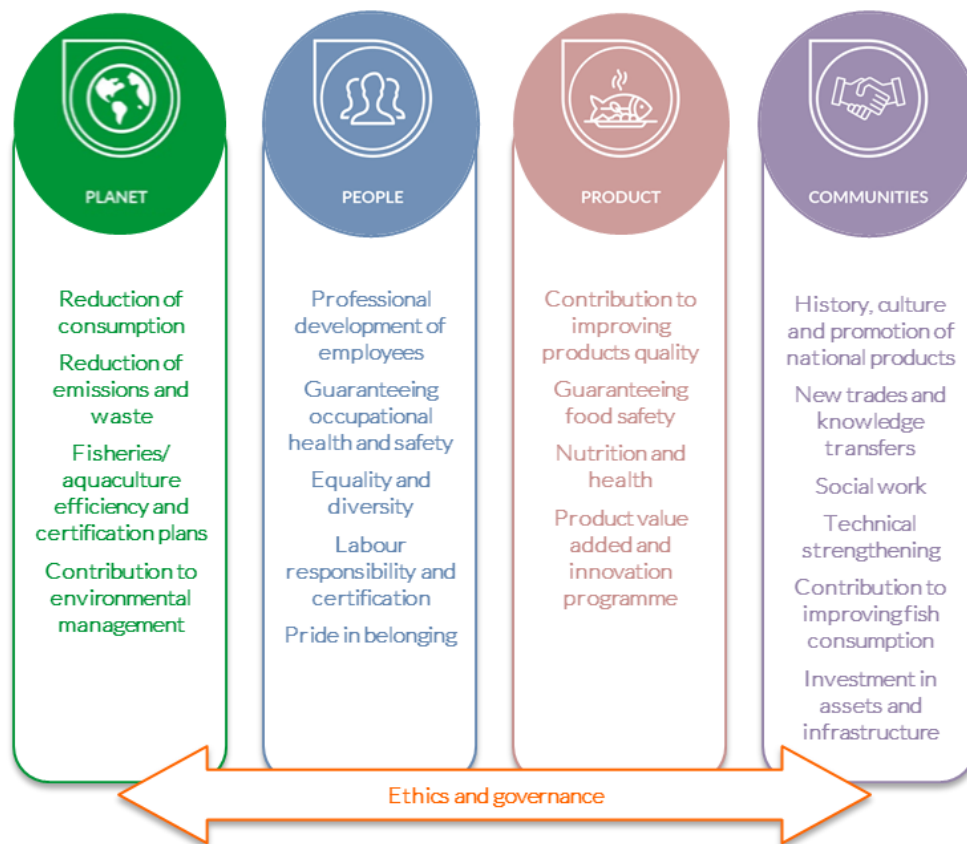 PLANET
Reduction of
consumption
Reduction of
emissions and
waste
Fisheries/
aquaculture
efficiency and
certification plans
Contribution to
environmental
management
PEOPLE
Professional
development of
employees
Guaranteeing
occupational
health and safety
Equality and
diversity
Labour
responsibility and
certification
Pride in belonging
PRODUCT
Contribution to
improving
products quality
Guaranteeing
food safety
Nutrition and
health
Product value
added and
innovation
programme
COMMUNITIES
History, culture
and promotion of
national products
New trades and
knowledge
transfers
Social work
Technical
strengthening
Contribution to
improving fish
consumption
Investment in
assets and
infrastructure
Ethics and governance